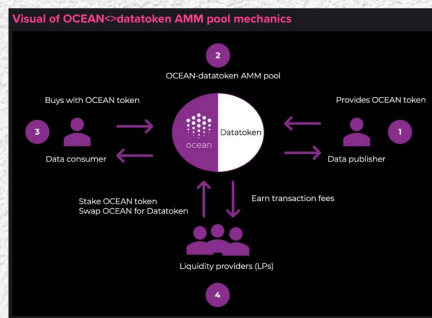 Visual of OCEAN<>datatoken AMM pool mechanics
2
OCEAN-datatoken AMM pool
Buys with OCEAN token
Provides OCEAN token
3
ocean
Datatoken
1
Data consumer
Data publisher
Stake OCEAN token
Swap OCEAN for Datatoken
Earn transaction fees
Liquidity providers (LPs)
4